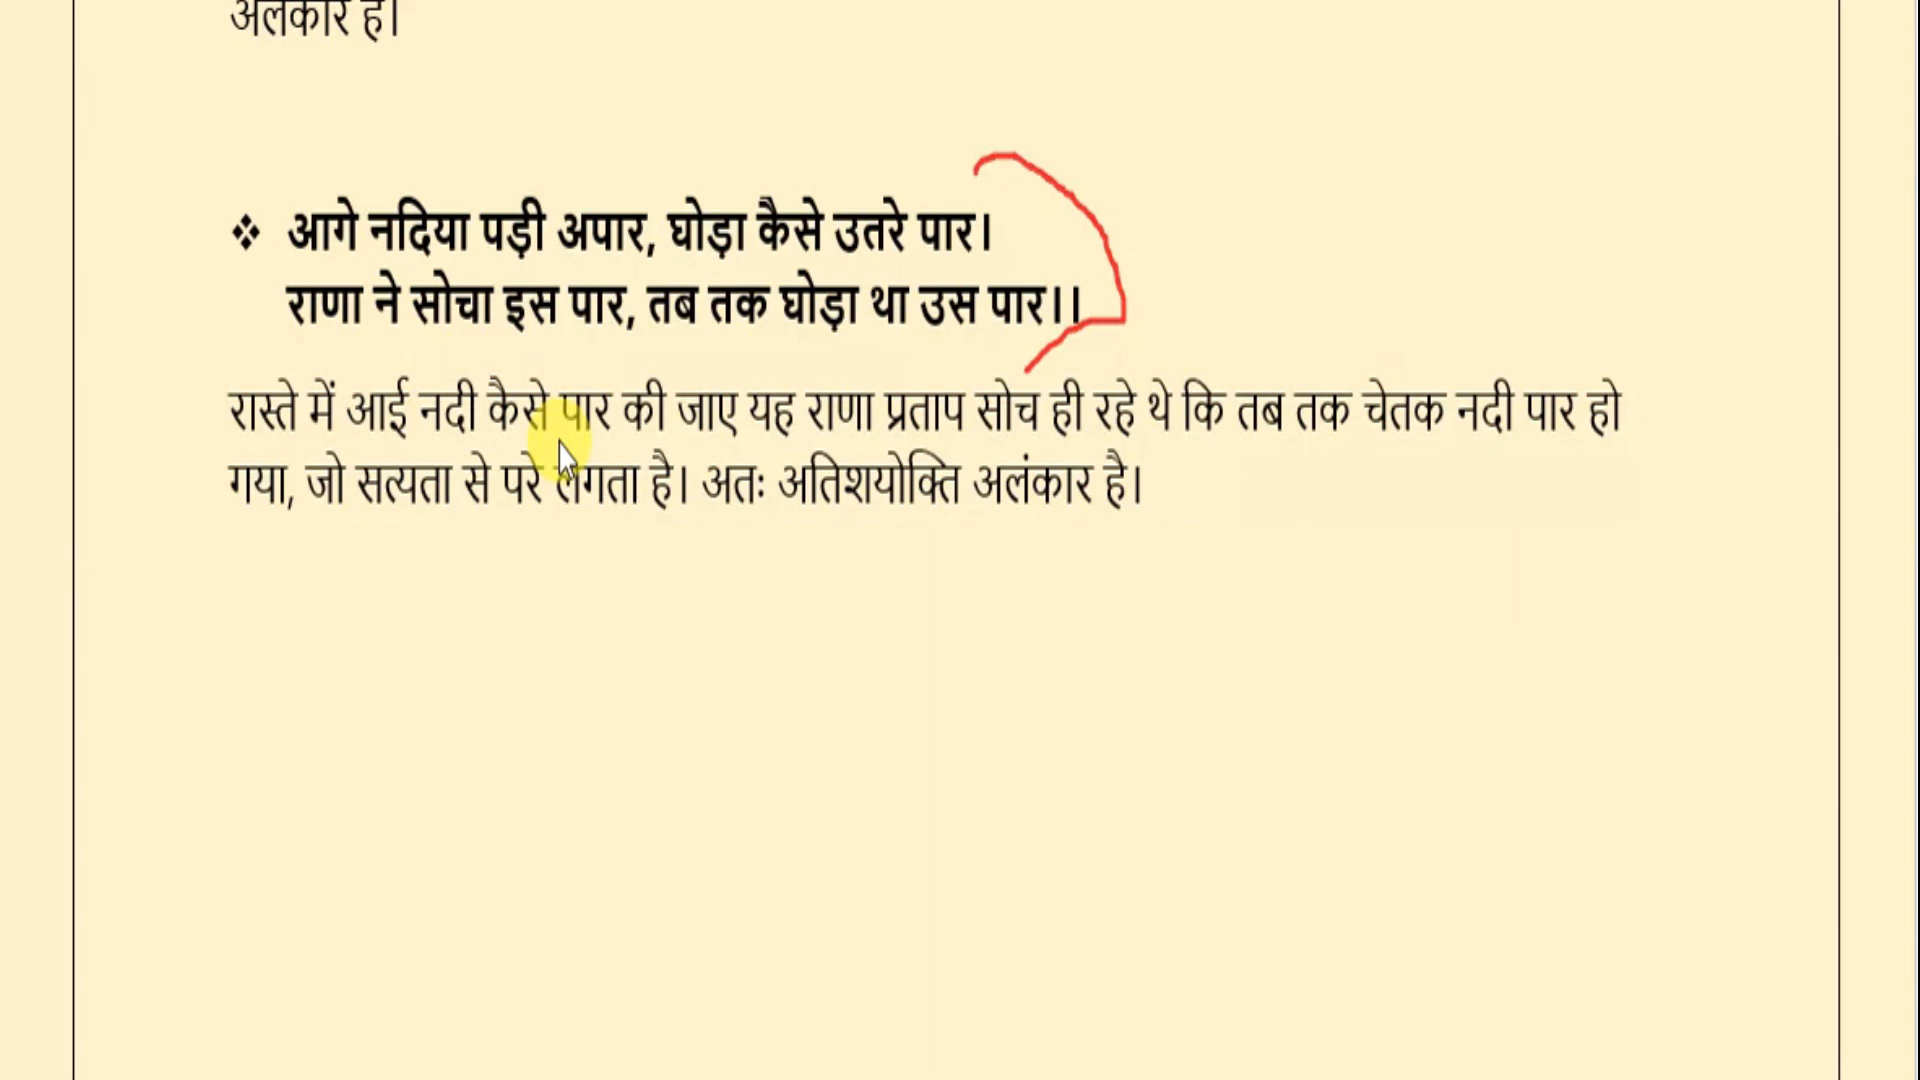 अलंकार है।
❖ आगे नदिया पड़ी अपार, घोड़ा कैसे उतरे पार।
राणा ने सोचा इस पार, तब तक घोड़ा था उस पार।।
रास्ते में आई नदी कैसे पार की जाए यह राणा प्रताप सोच ही रहे थे कि तब तक चेतक नदी पार हो
गया, जो सत्यता से परे लगता है। अतः अतिशयोक्ति अलंकार है।